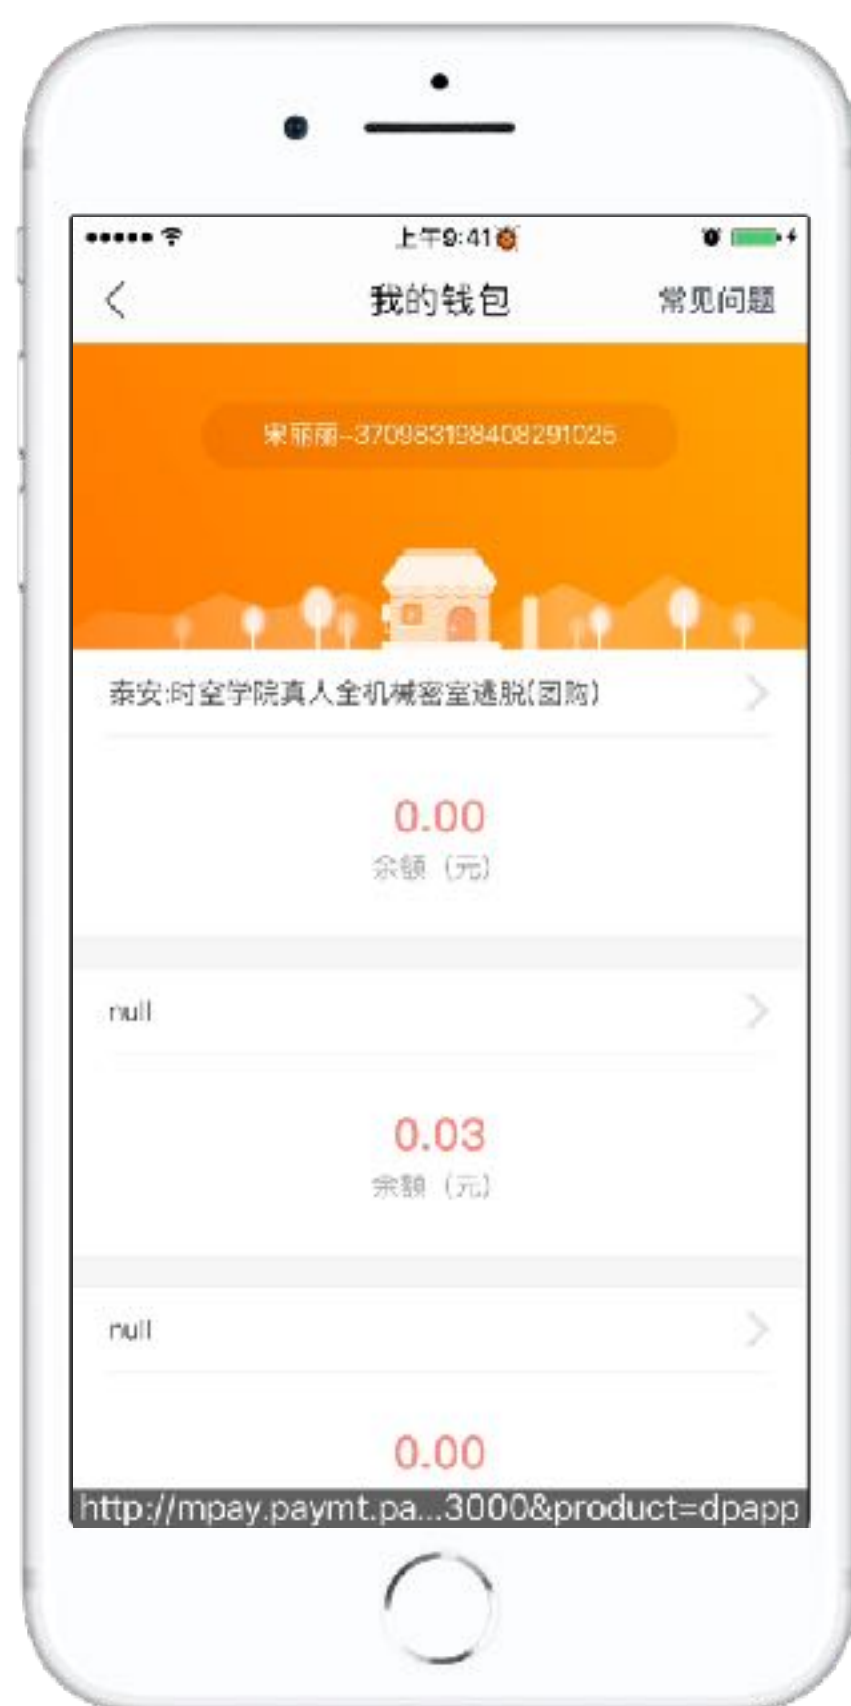 上午9:41
我的钱包
常见问题
宋丽丽-370983198408291025
泰安:时空学院真人全机械密室逃脱(团购)
0.00
余额（元）
null
0.03
余额（元）
null
0.00
http://mpay.paymt.pa...3000&product=dpapp